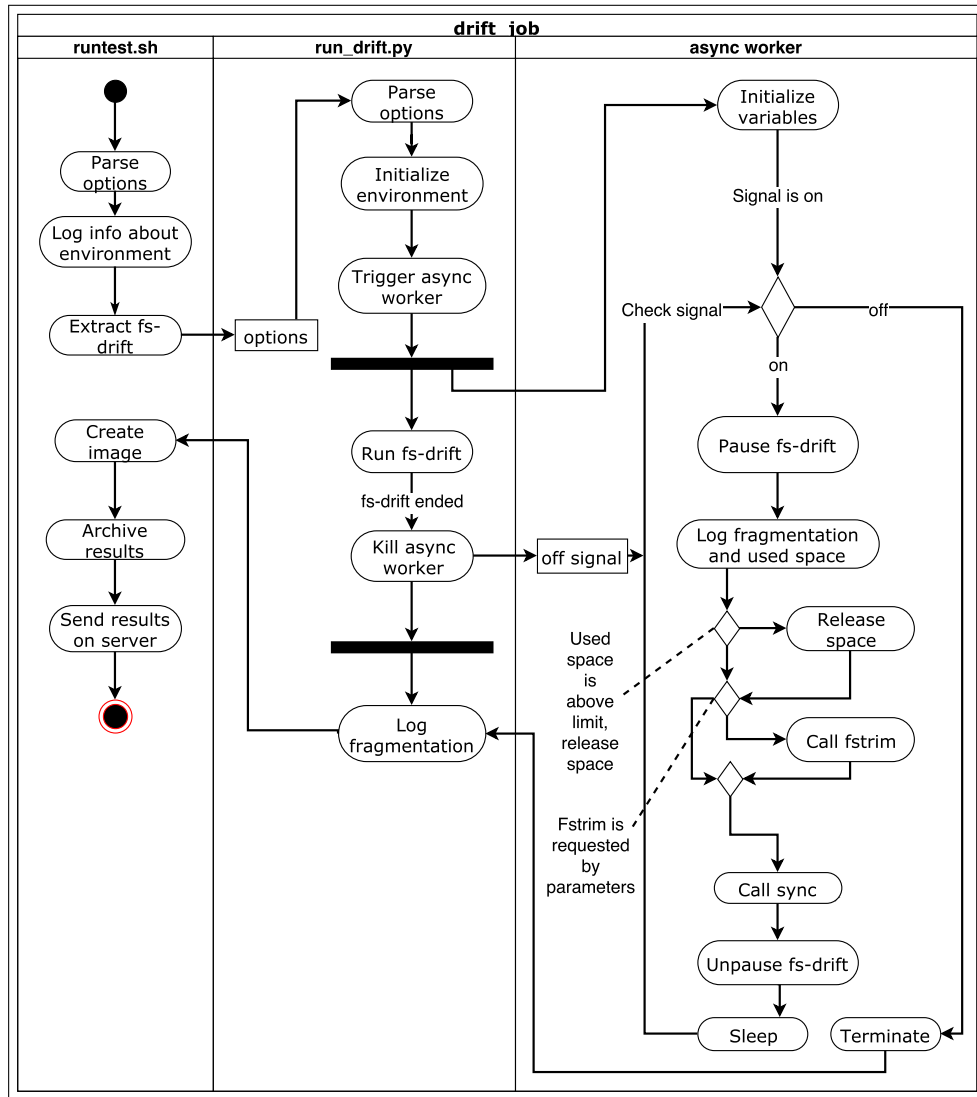 drift job
runtest.sh
run_drift.py
async worker
Parse
options
Log info about
environment
Extract fs-
drift
options
Create
image
Archive
results
Send results
on server
Parse
options
Initialize
environment
Trigger async
worker
Run fs-drift
fs-drift ended
Kill async
worker
off signal
Log
fragmentation
Initialize
variables
Signal is on
Check signal
off
on
Pause fs-drift
Log fragmentation
and used space
Used
space
is
above
limit,
release
space
Release
space
Call fstrim
Fstrim is
requested
by
parameters
Call sync
Unpause fs-drift
Sleep
Terminate